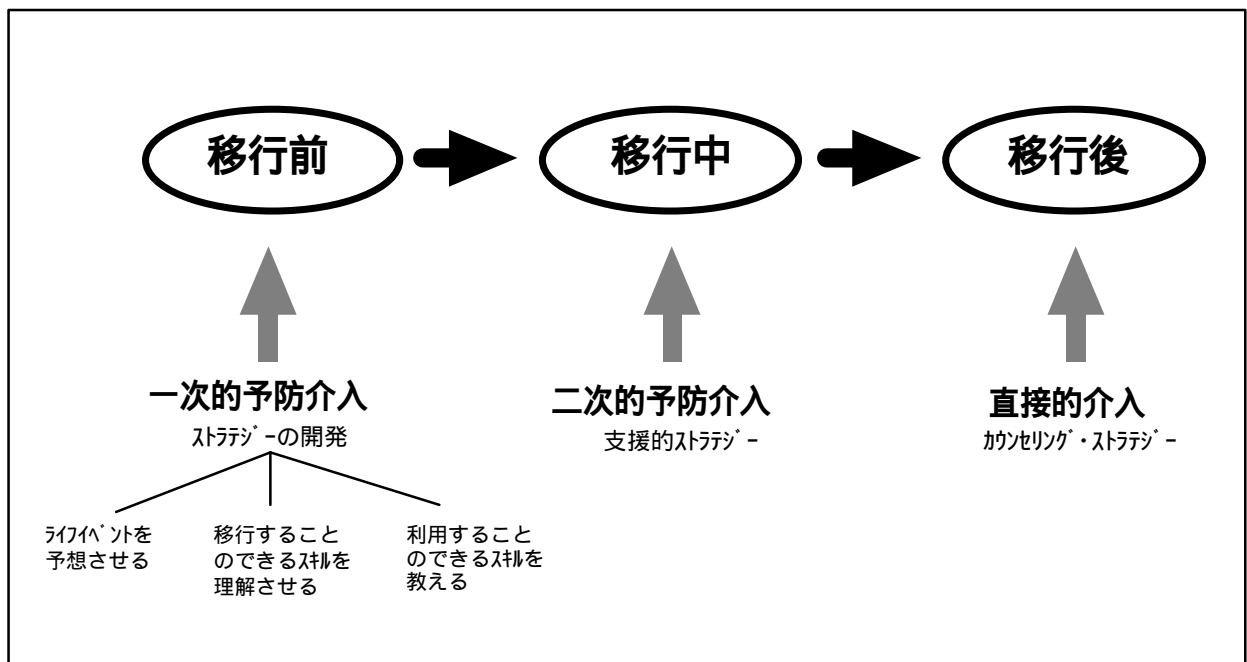 移行前
移行中
移行後
一次的予防介入
ｽﾄﾗﾃｼﾞｰの開発
二次的予防介入
支援的ｽﾄﾗﾃｼﾞｰ
直接的介入
ｶｳﾝｾﾘﾝｸﾞ・ｽﾄﾗﾃｼﾞｰ
ﾗｲﾌｲﾍﾞﾝﾄを
予想させる
移行すること
のできるｽｷﾙを
理解させる
利用すること
のできるｽｷﾙを
教える